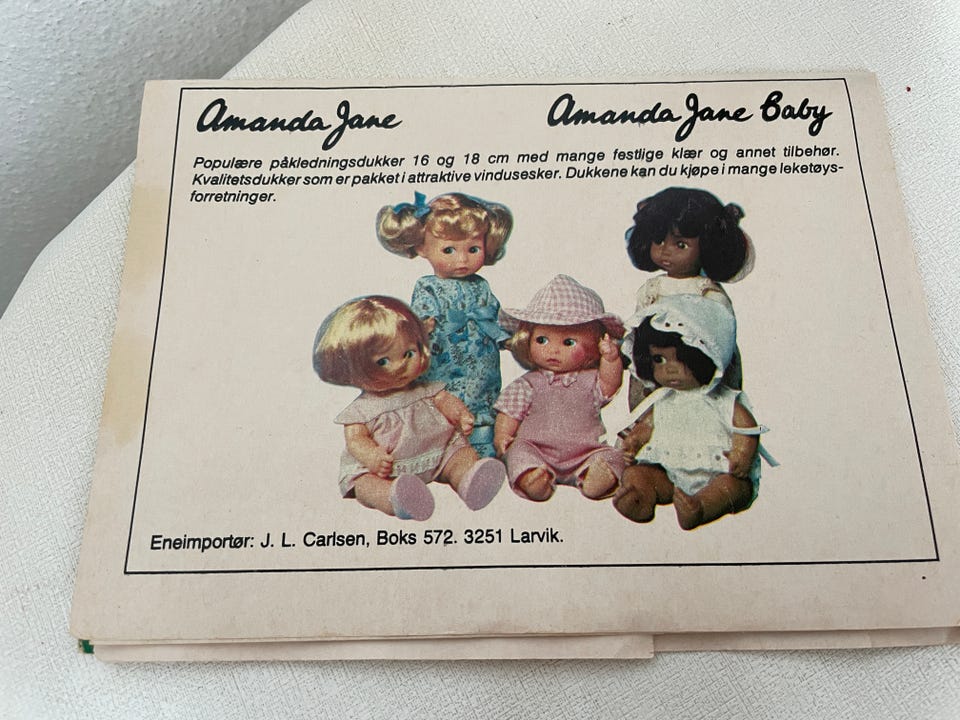 Amanda Jane
Amanda Jane Baby
Populære påkledningsdukker 16 og 18 cm med mange festlige klær og annet tilbehør.
Kvalitetsdukker som er pakket i attraktive vindusesker. Dukkene kan du kjøpe i mange leketøys-
forretninger.
Eneimportør: J. L. Carlsen, Boks 572. 3251 Larvik.